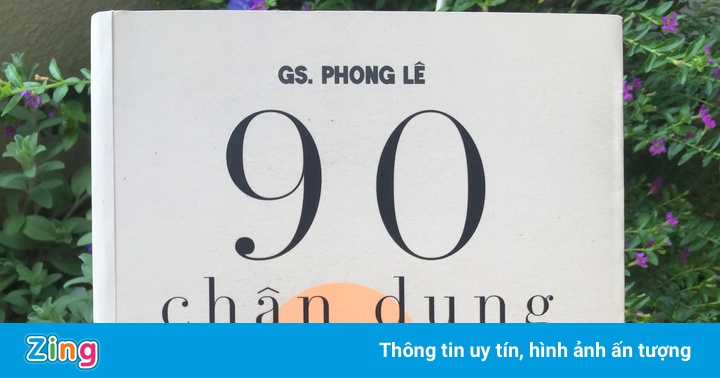 GS. PHONG LÊ
90
chân dung
Zing
Thông tin uy tín, hình ảnh ấn tượng